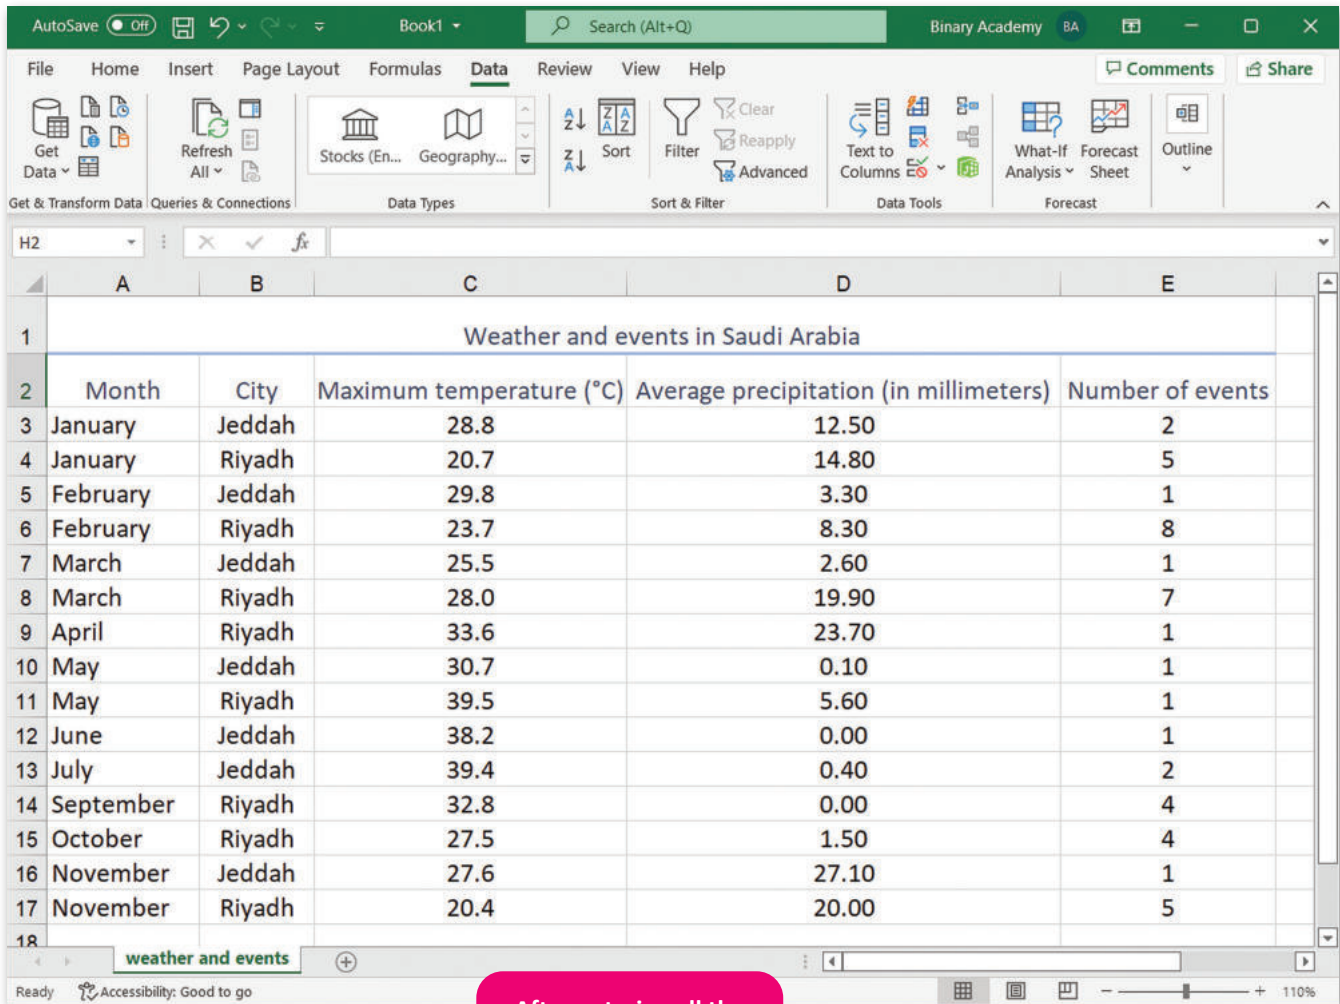 AutoSave Off Book1 Search (Alt+Q) Binary Academy BA
File Home Insert Page Layout Formulas Data Review View Help Comments Share
Get Data Refresh All Stocks (En... Geography... Sort Filter Clear Reapply Advanced Text to Columns What-If Analysis Forecast Sheet Outline
Get & Transform Data Queries & Connections Data Types Sort & Filter Data Tools Forecast
H2 fx
A B C D E
1 Weather and events in Saudi Arabia
2 Month City Maximum temperature (°C) Average precipitation (in millimeters) Number of events
3 January Jeddah 28.8 12.50 2
4 January Riyadh 20.7 14.80 5
5 February Jeddah 29.8 3.30 1
6 February Riyadh 23.7 8.30 8
7 March Jeddah 25.5 2.60 1
8 March Riyadh 28.0 19.90 7
9 April Riyadh 33.6 23.70 1
10 May Jeddah 30.7 0.10 1
11 May Riyadh 39.5 5.60 1
12 June Jeddah 38.2 0.00 1
13 July Jeddah 39.4 0.40 2
14 September Riyadh 32.8 0.00 4
15 October Riyadh 27.5 1.50 4
16 November Jeddah 27.6 27.10 1
17 November Riyadh 20.4 20.00 5
18
weather and events
Ready Accessibility: Good to go 110%